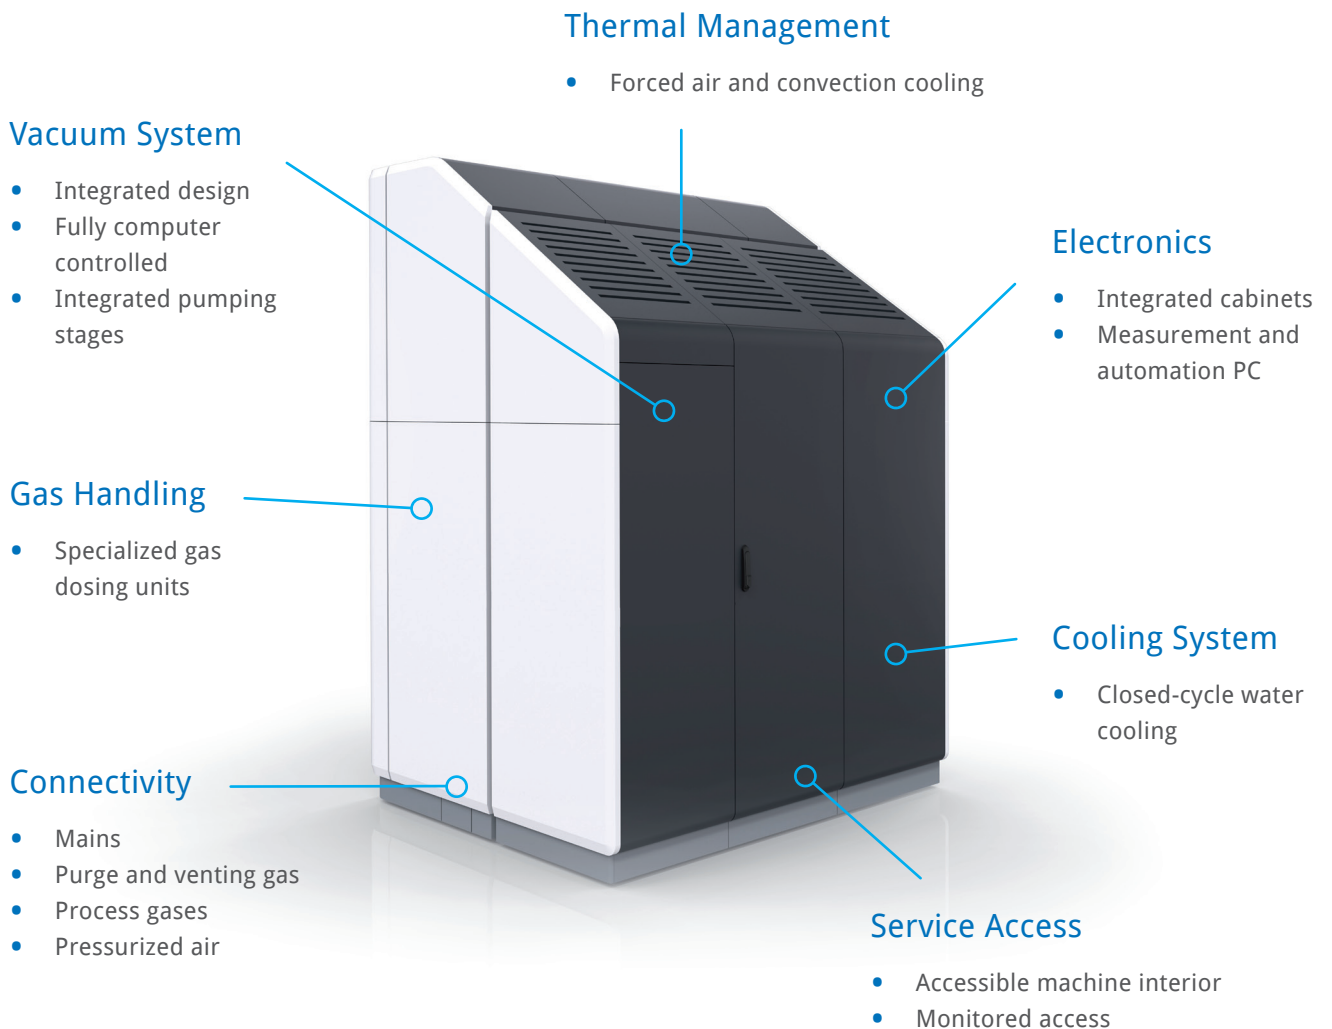 Thermal Management
• Forced air and convection cooling
Vacuum System
• Integrated design
• Fully computer
controlled
• Integrated pumping
stages
Electronics
• Integrated cabinets
• Measurement and
automation PC
Gas Handling
• Specialized gas
dosing units
Cooling System
• Closed-cycle water
cooling
Connectivity
• Mains
• Purge and venting gas
• Process gases
• Pressurized air
Service Access
• Accessible machine interior
• Monitored access